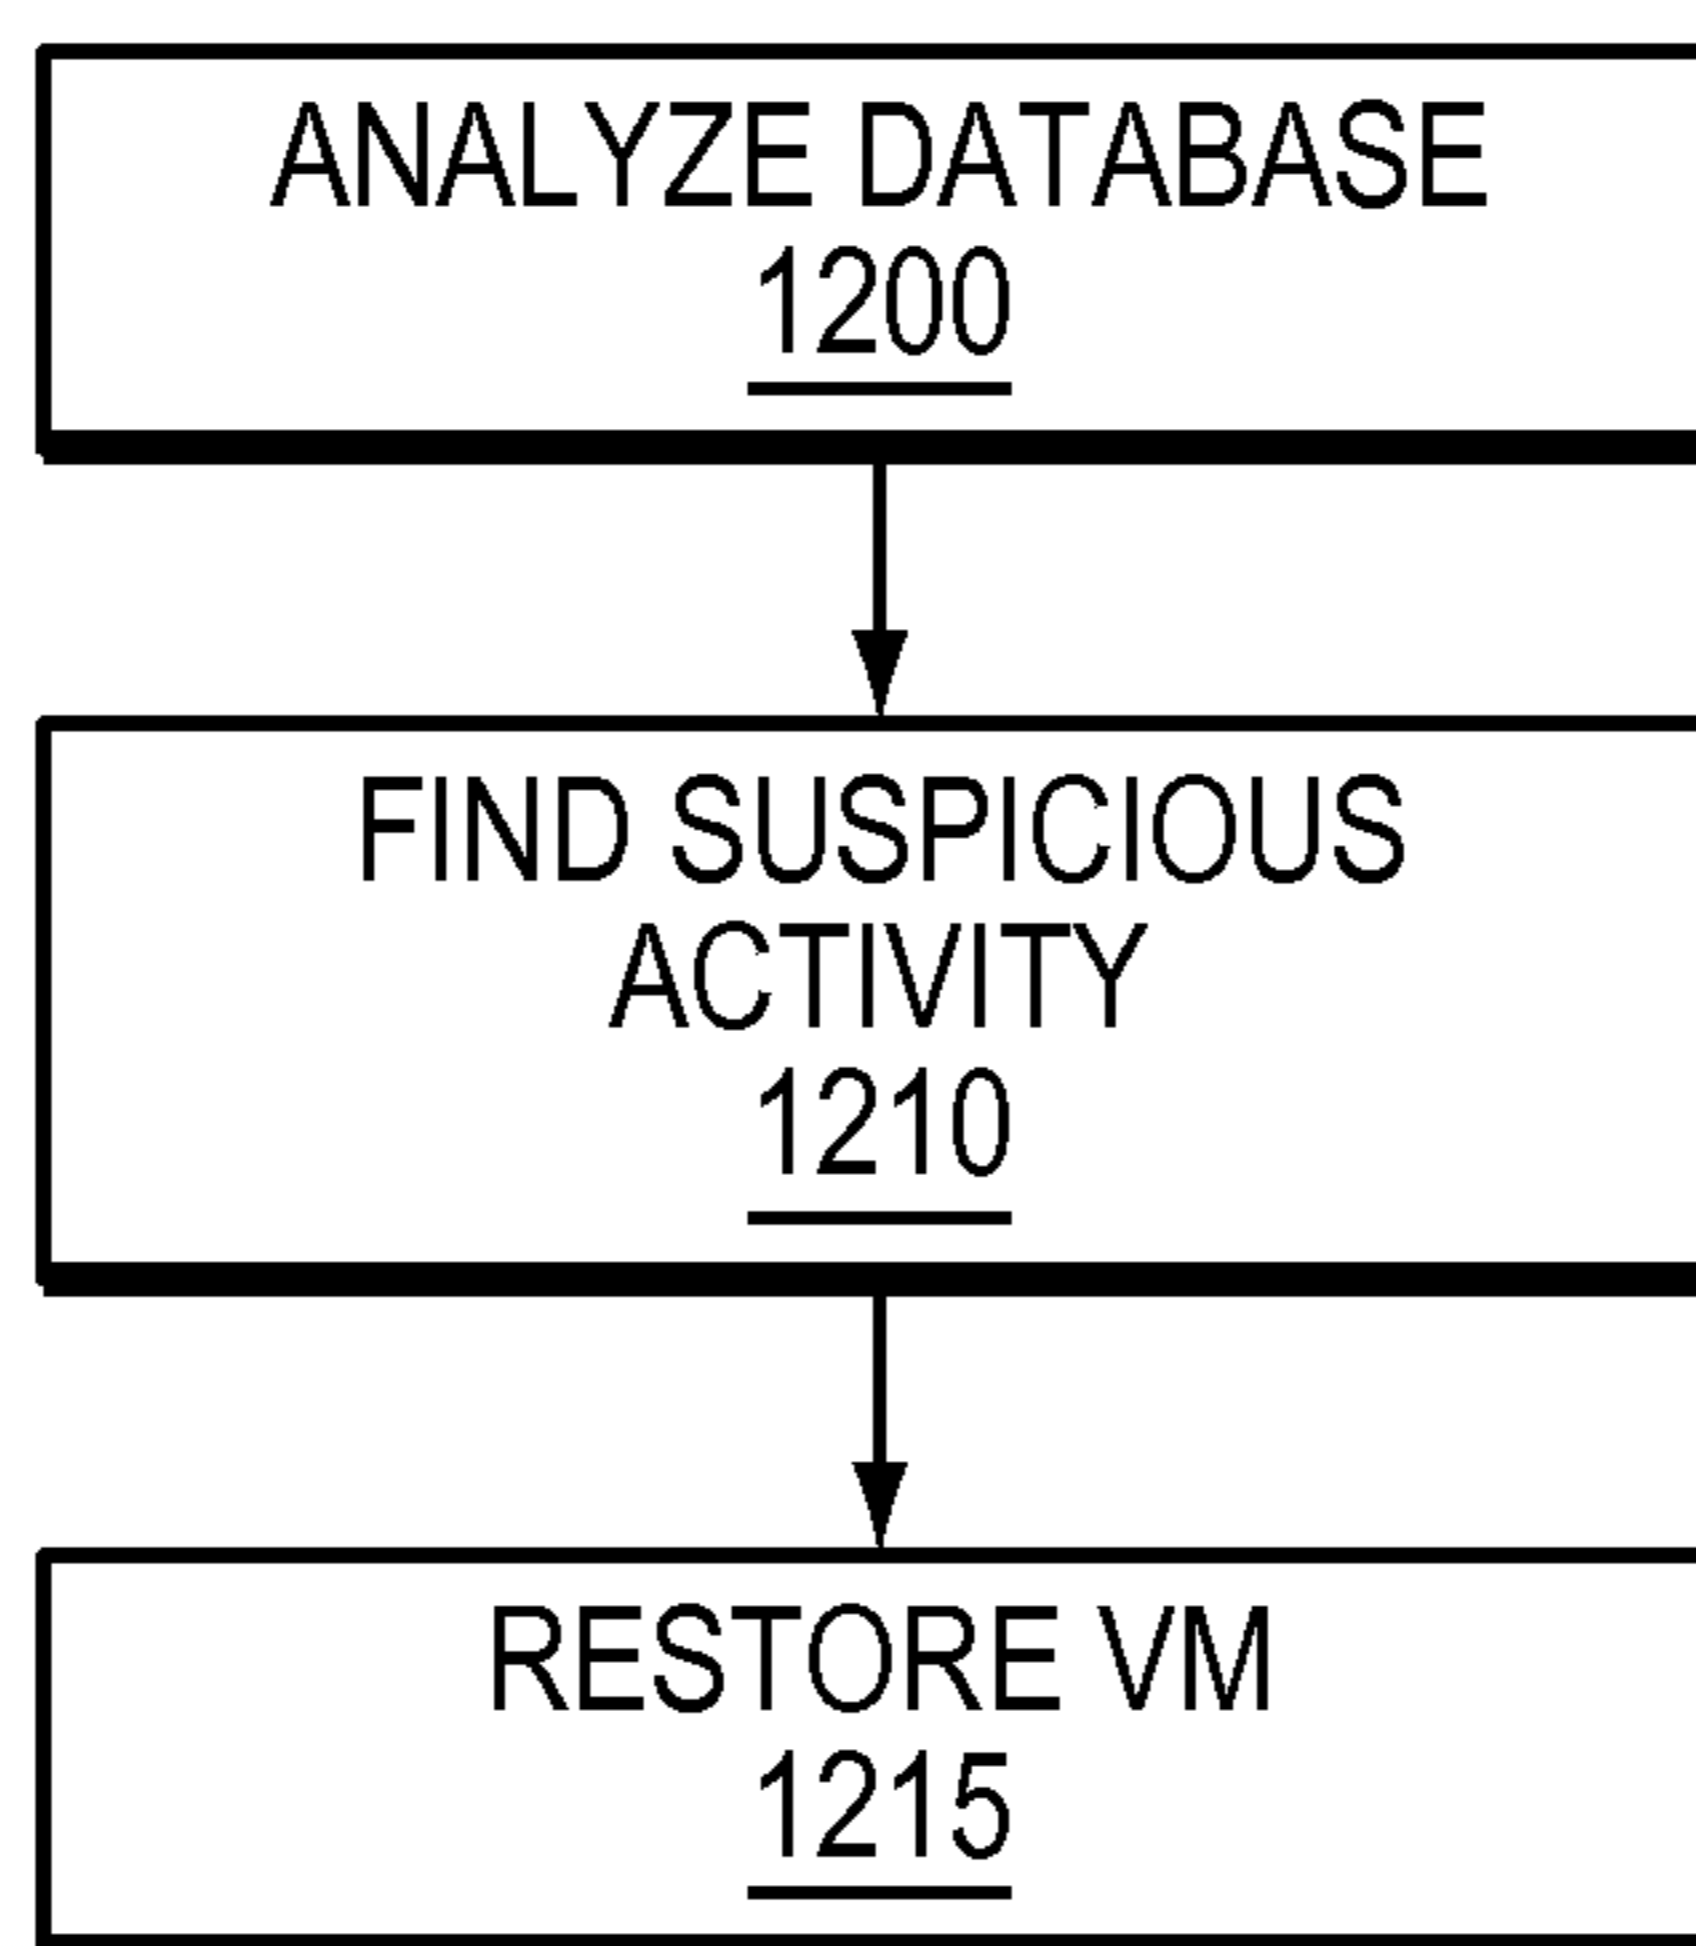 ANALYZE DATABASE
1200
FIND SUSPICIOUS
ACTIVITY
1210
RESTORE VM
1215